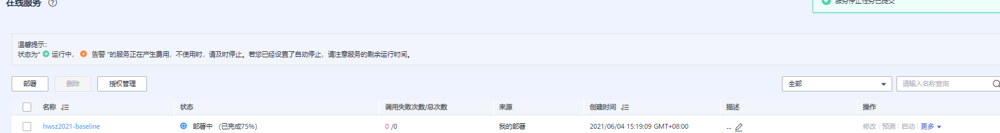 在线服务 ?
服务停止任务已提交
温馨提示：
状态为“ 运行中， 告警 ”的服务正在产生费用，不使用时，请及时停止。若您已经设置了自动停止，请注意服务的剩余运行时间。
部署 删除 授权管理 全部 请输入名称查询
名称 状态 调用失败次数/总次数 来源 创建时间 描述 操作
hwsz2021-baseline 部署中 （已完成75%） 0 /0 我的部署 2021/06/04 15:19:09 GMT+08:00 -- 修改 | 预测 | 启动 | 更多